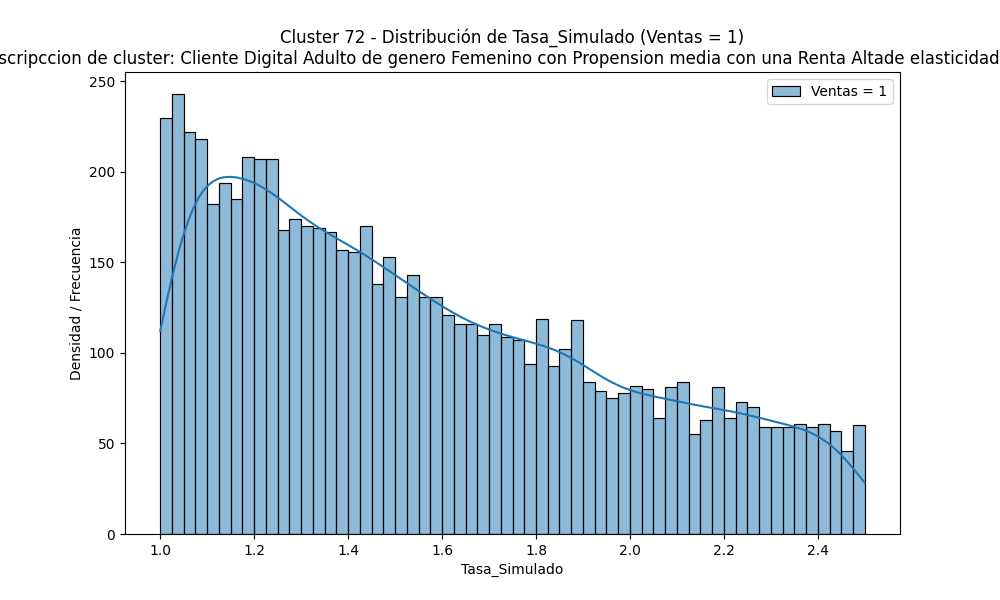 Cluster 72 - Distribución de Tasa_Simulado (Ventas = 1)
scripccion de cluster: Cliente Digital Adulto de genero Femenino con Propension media con una Renta Altade elasticidad
Ventas = 1
250
200
150
100
50
0
Densidad / Frecuencia
1.0 1.2 1.4 1.6 1.8 2.0 2.2 2.4
Tasa_Simulado